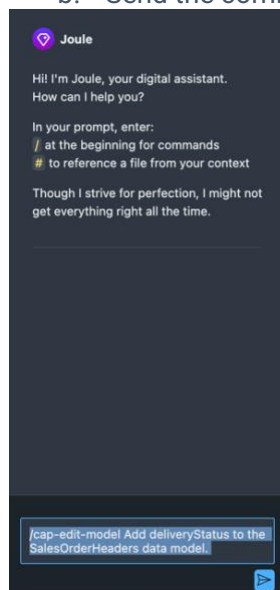 b. Send the com
Joule
Hi! I'm Joule, your digital assistant.
How can I help you?
In your prompt, enter:
/ at the beginning for commands
# to reference a file from your context
Though I strive for perfection, I might not
get everything right all the time.
/cap-edit-model Add deliveryStatus to the
SalesOrderHeaders data model.